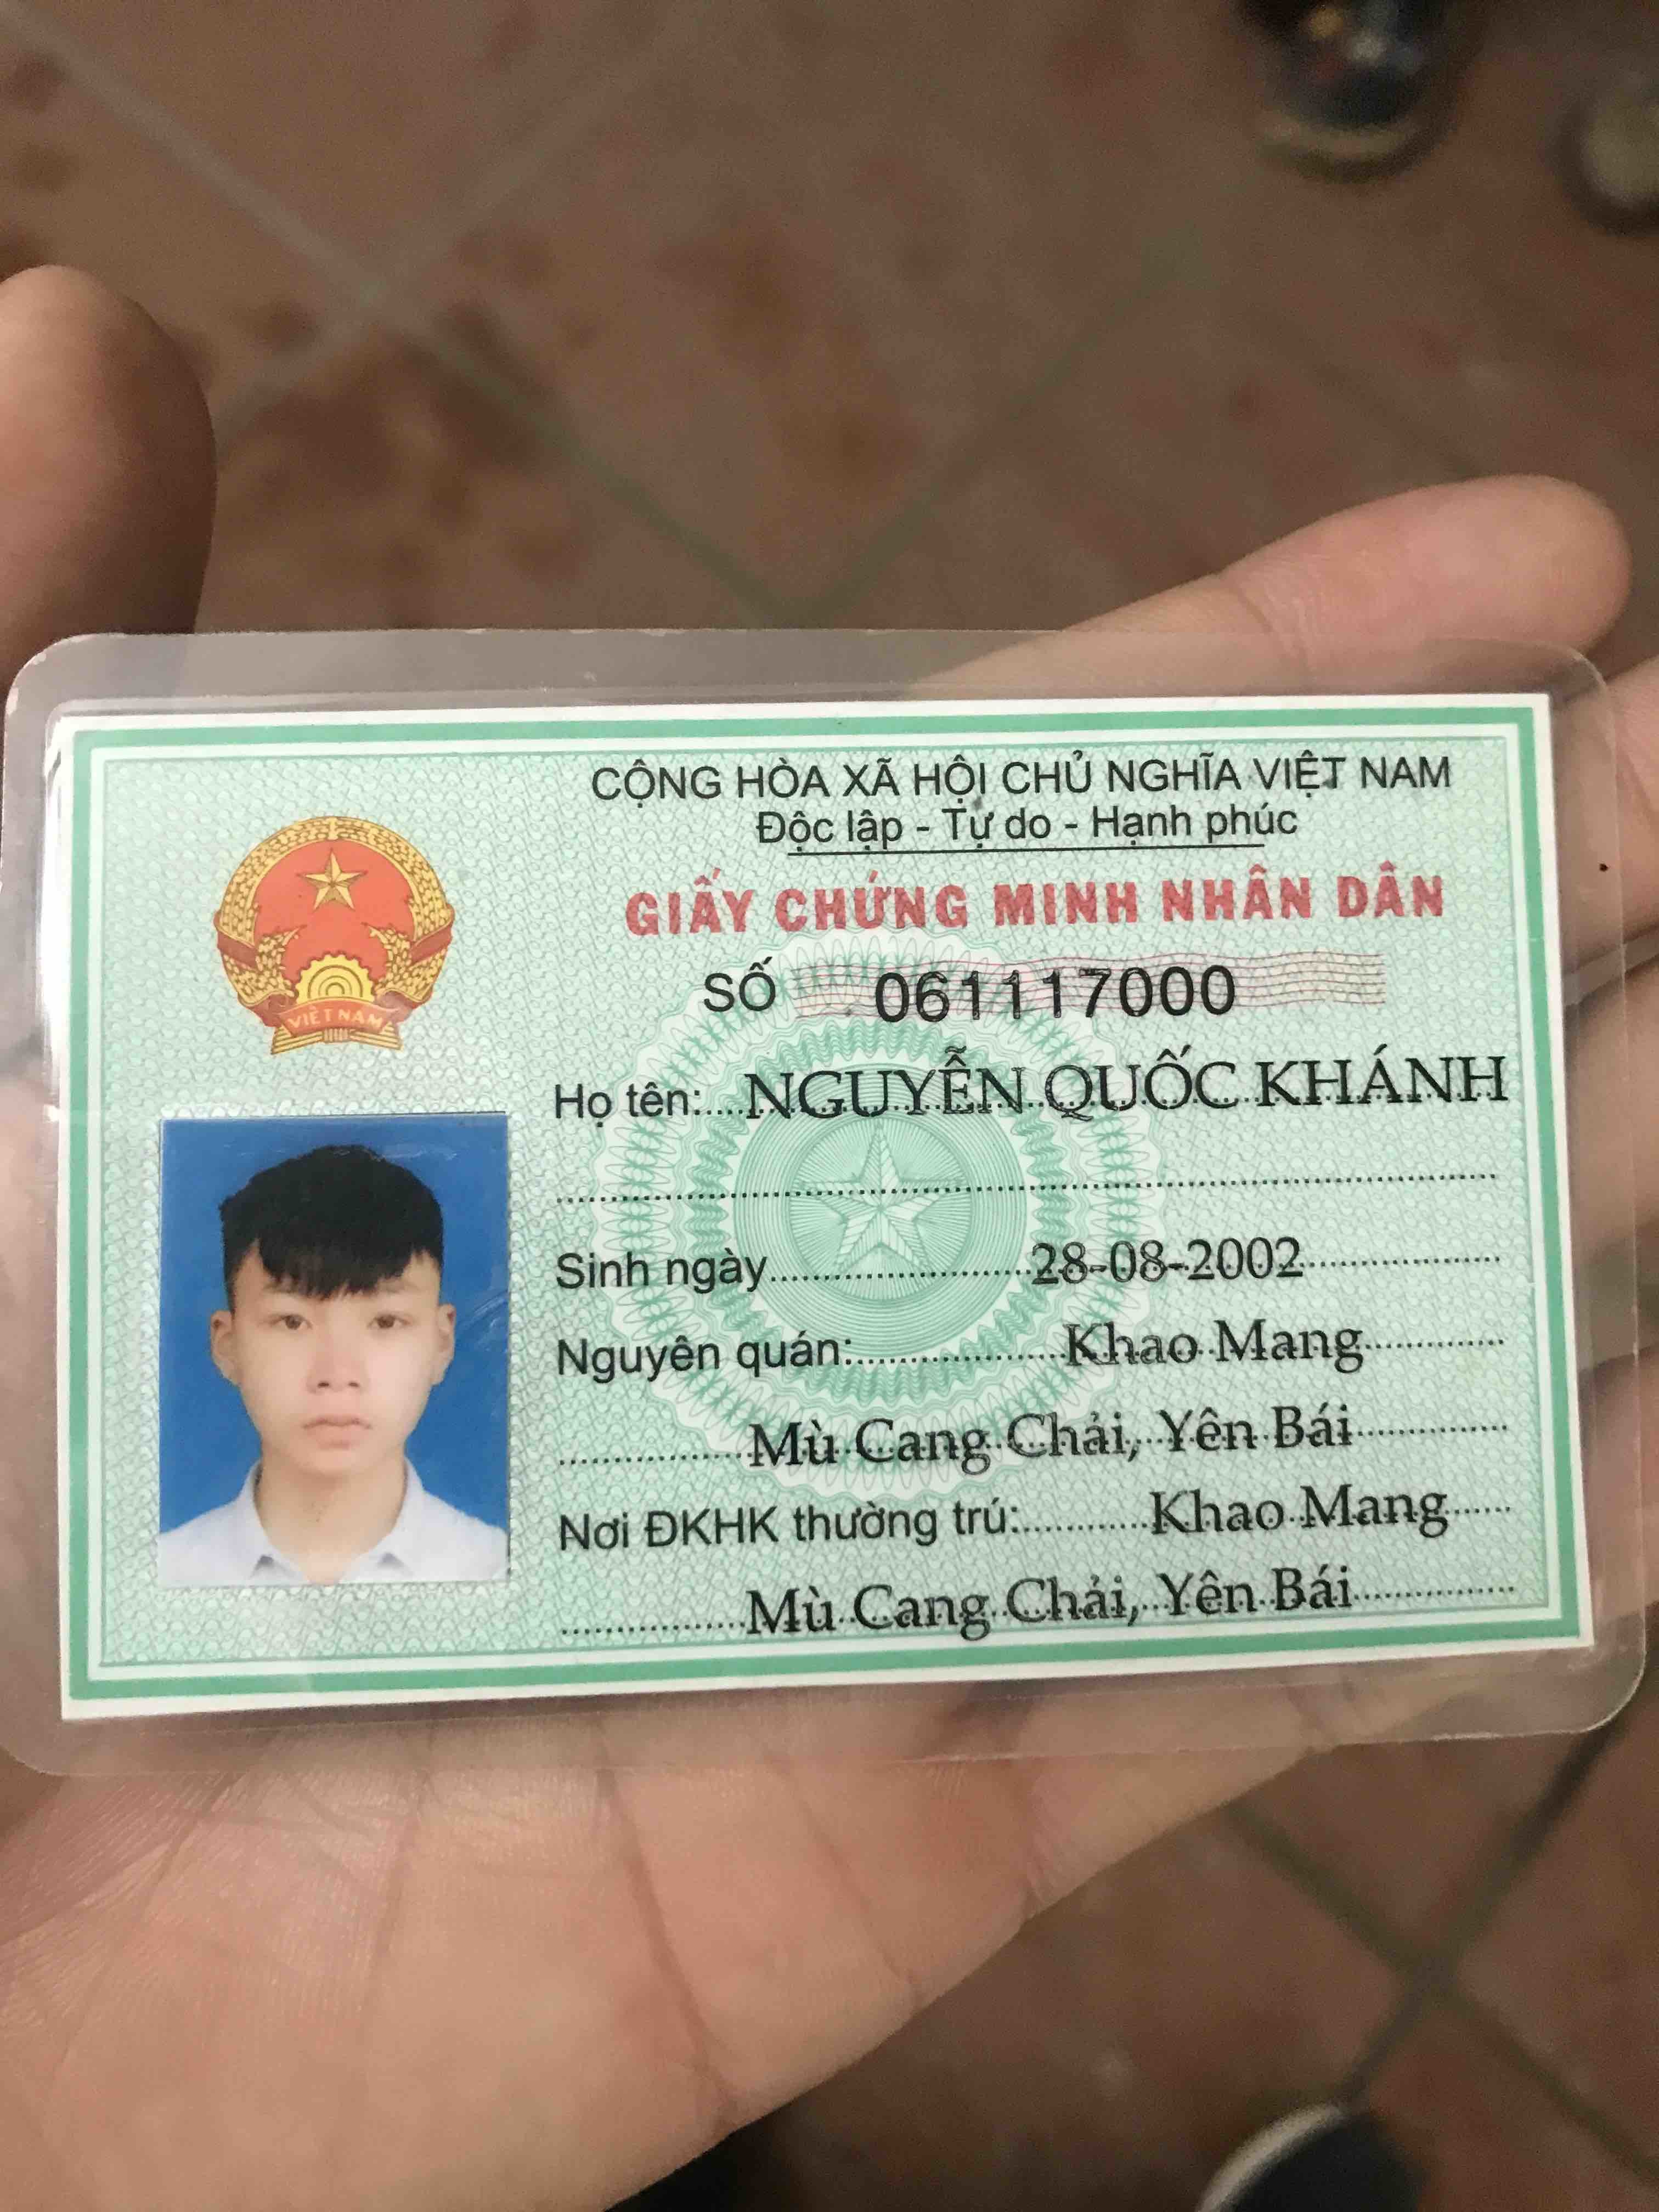 CỘNG HÒA XÃ HỘI CHỦ NGHĨA VIỆT NAM
Độc lập - Tự do - Hạnh phúc
GIẤY CHỨNG MINH NHÂN DÂN
SỐ 061117000
Họ tên: NGUYỄN QUỐC KHÁNH
Sinh ngày 28-08-2002
Nguyên quán: Khao Mang
Mù Cang Chải, Yên Bái
Nơi ĐKHK thường trú: Khao Mang
Mù Cang Chải, Yên Bái
VIỆT NAM